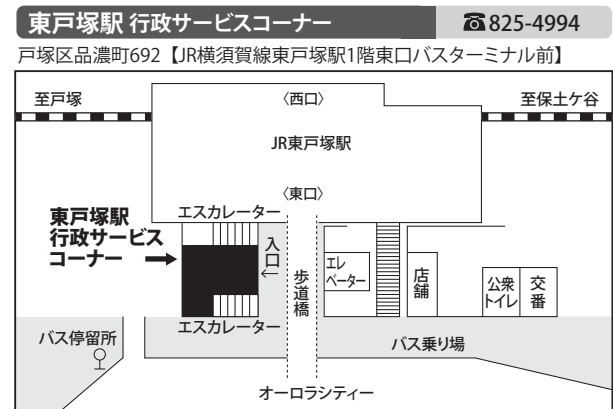 東戸塚駅 行政サービスコーナー ☎825-4994
戸塚区品濃町692【JR横須賀線東戸塚駅1階東口バスターミナル前】
至戸塚
〈西口〉
至保土ケ谷
JR東戸塚駅
〈東口〉
エスカレーター
東戸塚駅
行政サービス
コーナー →
入口
←
歩道橋
エレ
ベーター
店舗
公衆
トイレ
交番
エスカレーター
バス停留所
バス乗り場
オーロラシティー